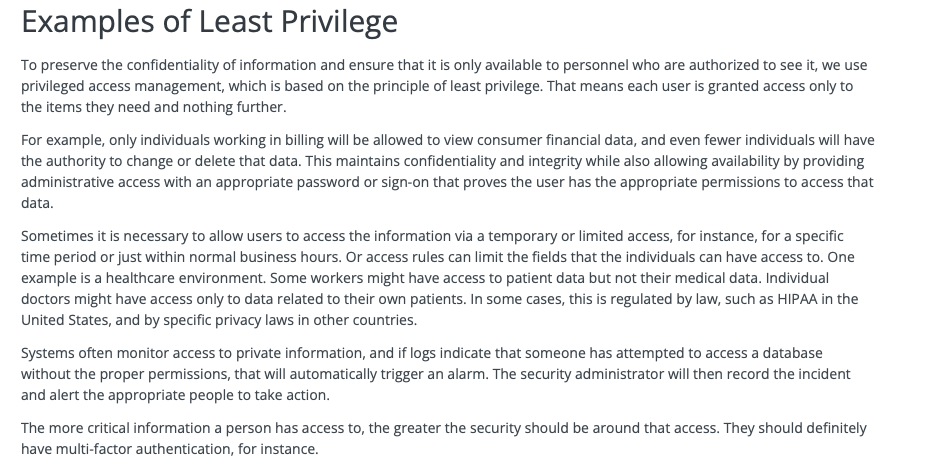 Examples of Least Privilege
To preserve the confidentiality of information and ensure that it is only available to personnel who are authorized to see it, we use
privileged access management, which is based on the principle of least privilege. That means each user is granted access only to
the items they need and nothing further.
For example, only individuals working in billing will be allowed to view consumer financial data, and even fewer individuals will have
the authority to change or delete that data. This maintains confidentiality and integrity while also allowing availability by providing
administrative access with an appropriate password or sign-on that proves the user has the appropriate permissions to access that
data.
Sometimes it is necessary to allow users to access the information via a temporary or limited access, for instance, for a specific
time period or just within normal business hours. Or access rules can limit the fields that the individuals can have access to. One
example is a healthcare environment. Some workers might have access to patient data but not their medical data. Individual
doctors might have access only to data related to their own patients. In some cases, this is regulated by law, such as HIPAA in the
United States, and by specific privacy laws in other countries.
Systems often monitor access to private information, and if logs indicate that someone has attempted to access a database
without the proper permissions, that will automatically trigger an alarm. The security administrator will then record the incident
and alert the appropriate people to take action.
The more critical information a person has access to, the greater the security should be around that access. They should definitely
have multi-factor authentication, for instance.